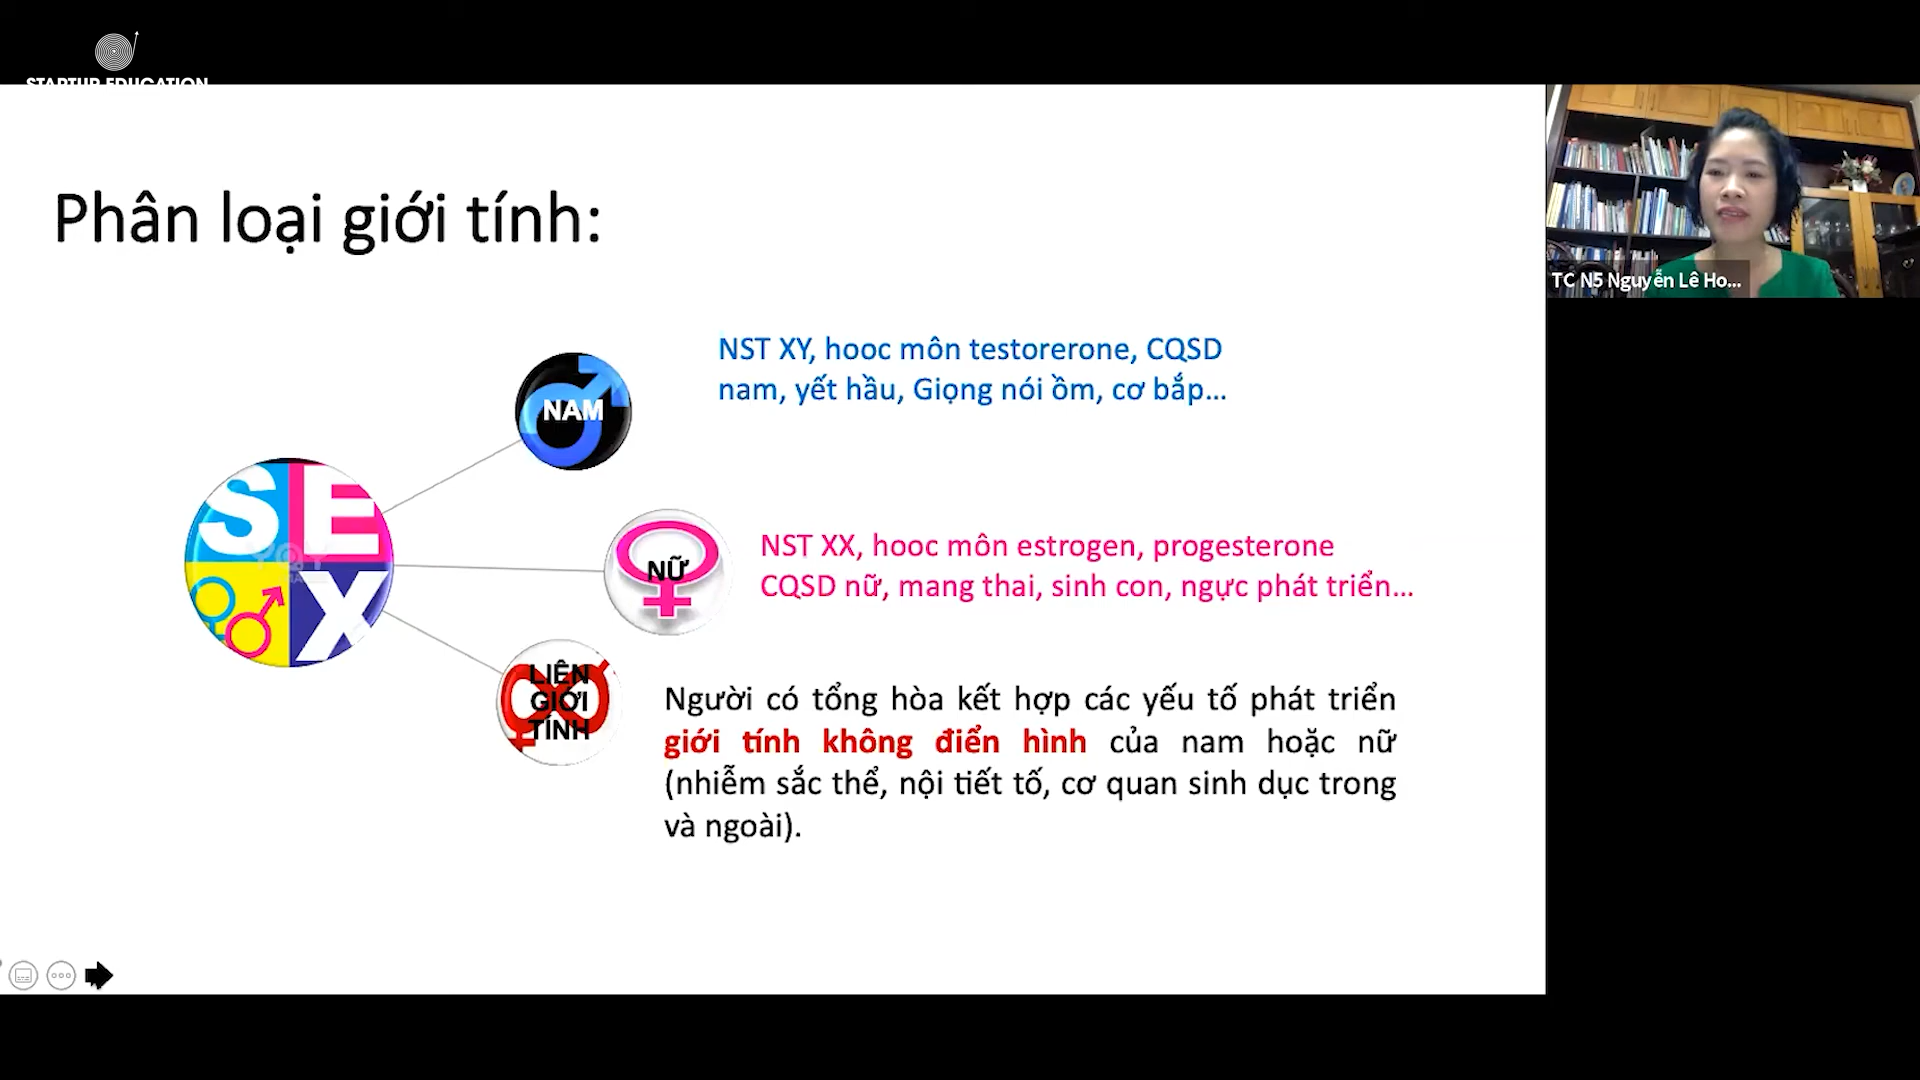 STARTUP EDUCATION
Phân loại giới tính:
NST XY, hooc môn testorerone, CQSD
nam, yết hầu, Giọng nói ồm, cơ bắp...
NAM
SEX
NỮ
NST XX, hooc môn estrogen, progesterone
CQSD nữ, mang thai, sinh con, ngực phát triển...
LIÊN
GIỚI
TÍNH
Người có tổng hòa kết hợp các yếu tố phát triển
giới tính không điển hình của nam hoặc nữ
(nhiễm sắc thể, nội tiết tố, cơ quan sinh dục trong
và ngoài).
TC N5 Nguyễn Lê Ho...